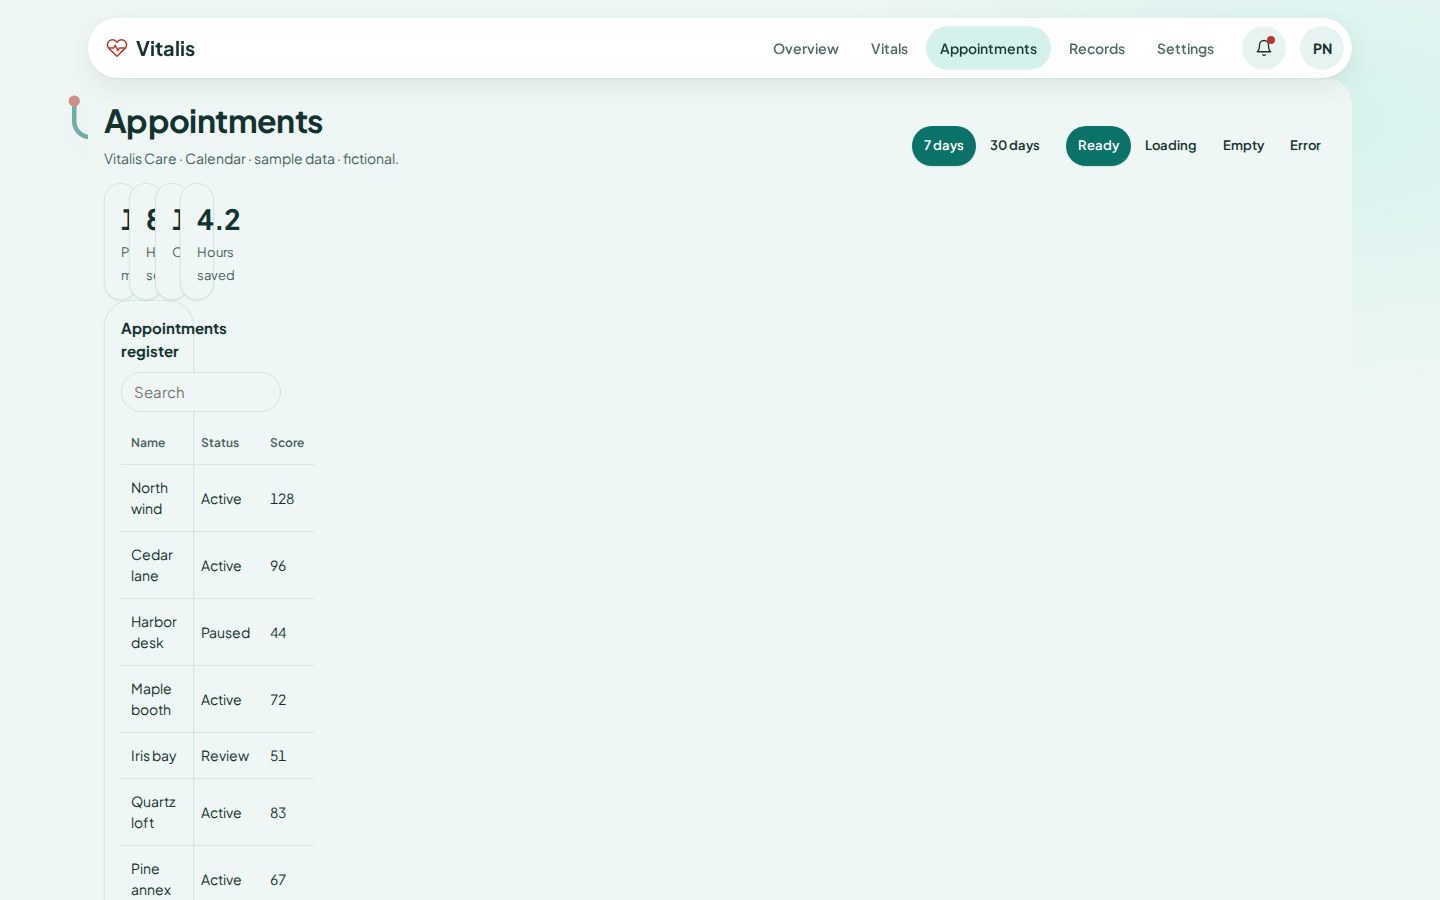 Vitalis
Overview
Vitals
Appointments
Records
Settings
PN
Appointments
Vitalis Care · Calendar · sample data · fictional.
7 days
30 days
Ready
Loading
Empty
Error
4.2
Hours
saved
Appointments
register
Search
Name Status Score
North
wind
Active 128
Cedar
lane
Active 96
Harbor
desk
Paused 44
Maple
booth
Active 72
Iris bay Review 51
Quartz
loft
Active 83
Pine
annex
Active 67